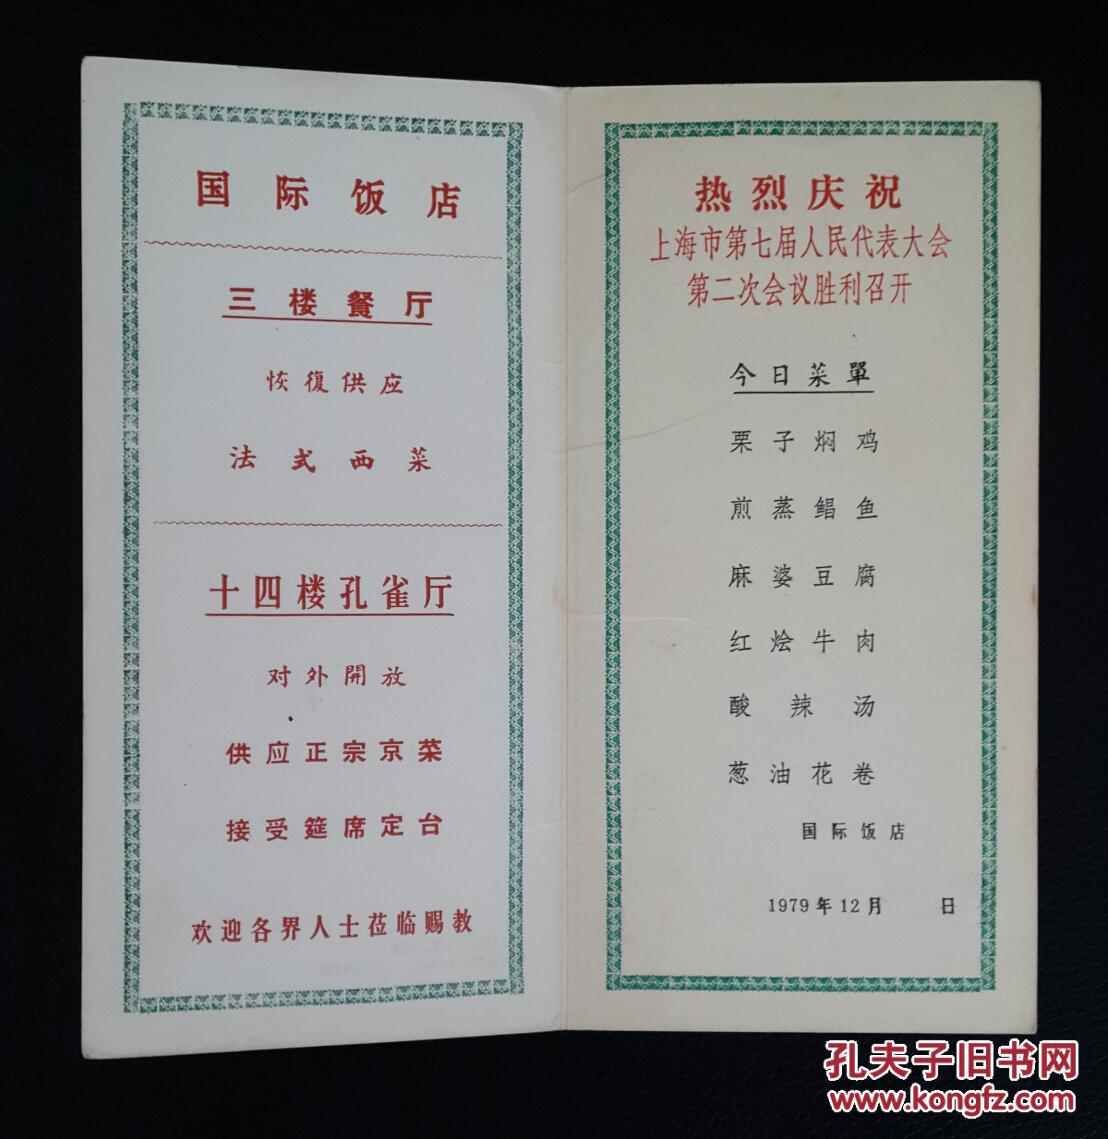 国际饭店
三楼餐厅
恢復供应
法式西菜
十四楼孔雀厅
对外開放
供应正宗京菜
接受筵席定台
欢迎各界人士莅临赐教
热烈庆祝
上海市第七届人民代表大会
第二次会议胜利召开
今日菜單
栗子焖鸡
煎蒸鲳鱼
麻婆豆腐
红烩牛肉
酸辣汤
葱油花卷
国际饭店
1979年12月 日
孔夫子旧书网
www.kongfz.com